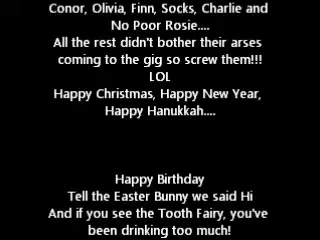 Conor, Olivia, Finn, Socks, Charlie and
No Poor Rosie....
All the rest didn't bother their arses
coming to the gig so screw them!!!
LOL
Happy Christmas, Happy New Year,
Happy Hanukkah....
Happy Birthday
Tell the Easter Bunny we said Hi
And if you see the Tooth Fairy, you've
been drinking too much!